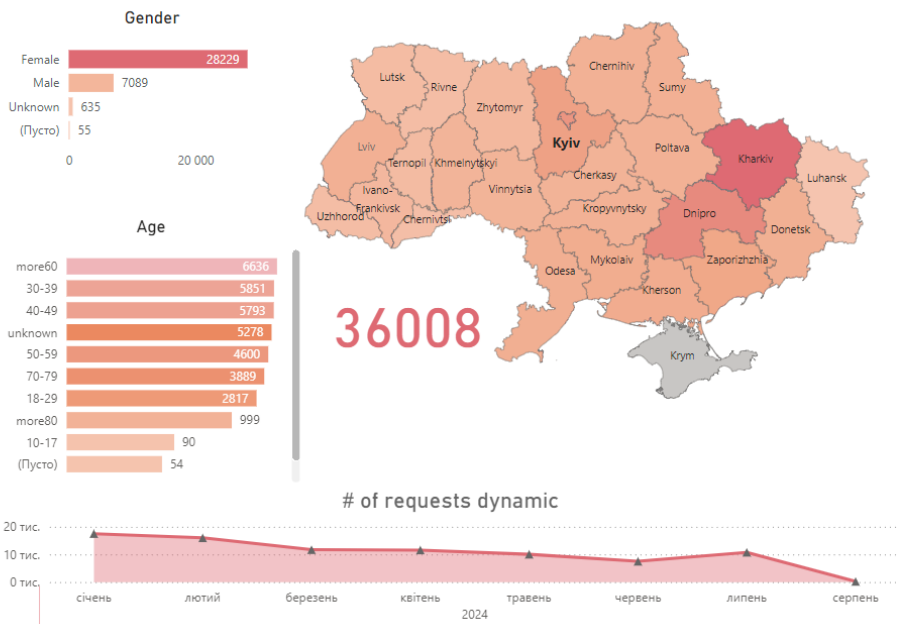 Gender
Female 28229
Male 7089
Unknown 635
(Пусто) 55
0 20 000
Age
more60 6636
30-39 5851
40-49 5793
unknown 5278
50-59 4600
70-79 3889
18-29 2817
more80 999
10-17 90
(Пусто) 54
Lutsk
Rivne
Zhytomyr
Kyiv
Chernihiv
Sumy
Lviv
Ternopil
Khmelnytskyi
Vinnytsia
Cherkasy
Poltava
Kharkiv
Luhansk
Uzhhorod
Ivano-
Frankivsk
Chernivtsi
Kropyvnytsky
Dnipro
Donetsk
Odesa
Mykolaiv
Zaporizhzhia
Kherson
Krym
36008
# of requests dynamic
20 тис.
10 тис.
0 тис.
січень лютий березень квітень травень червень липень серпень
2024